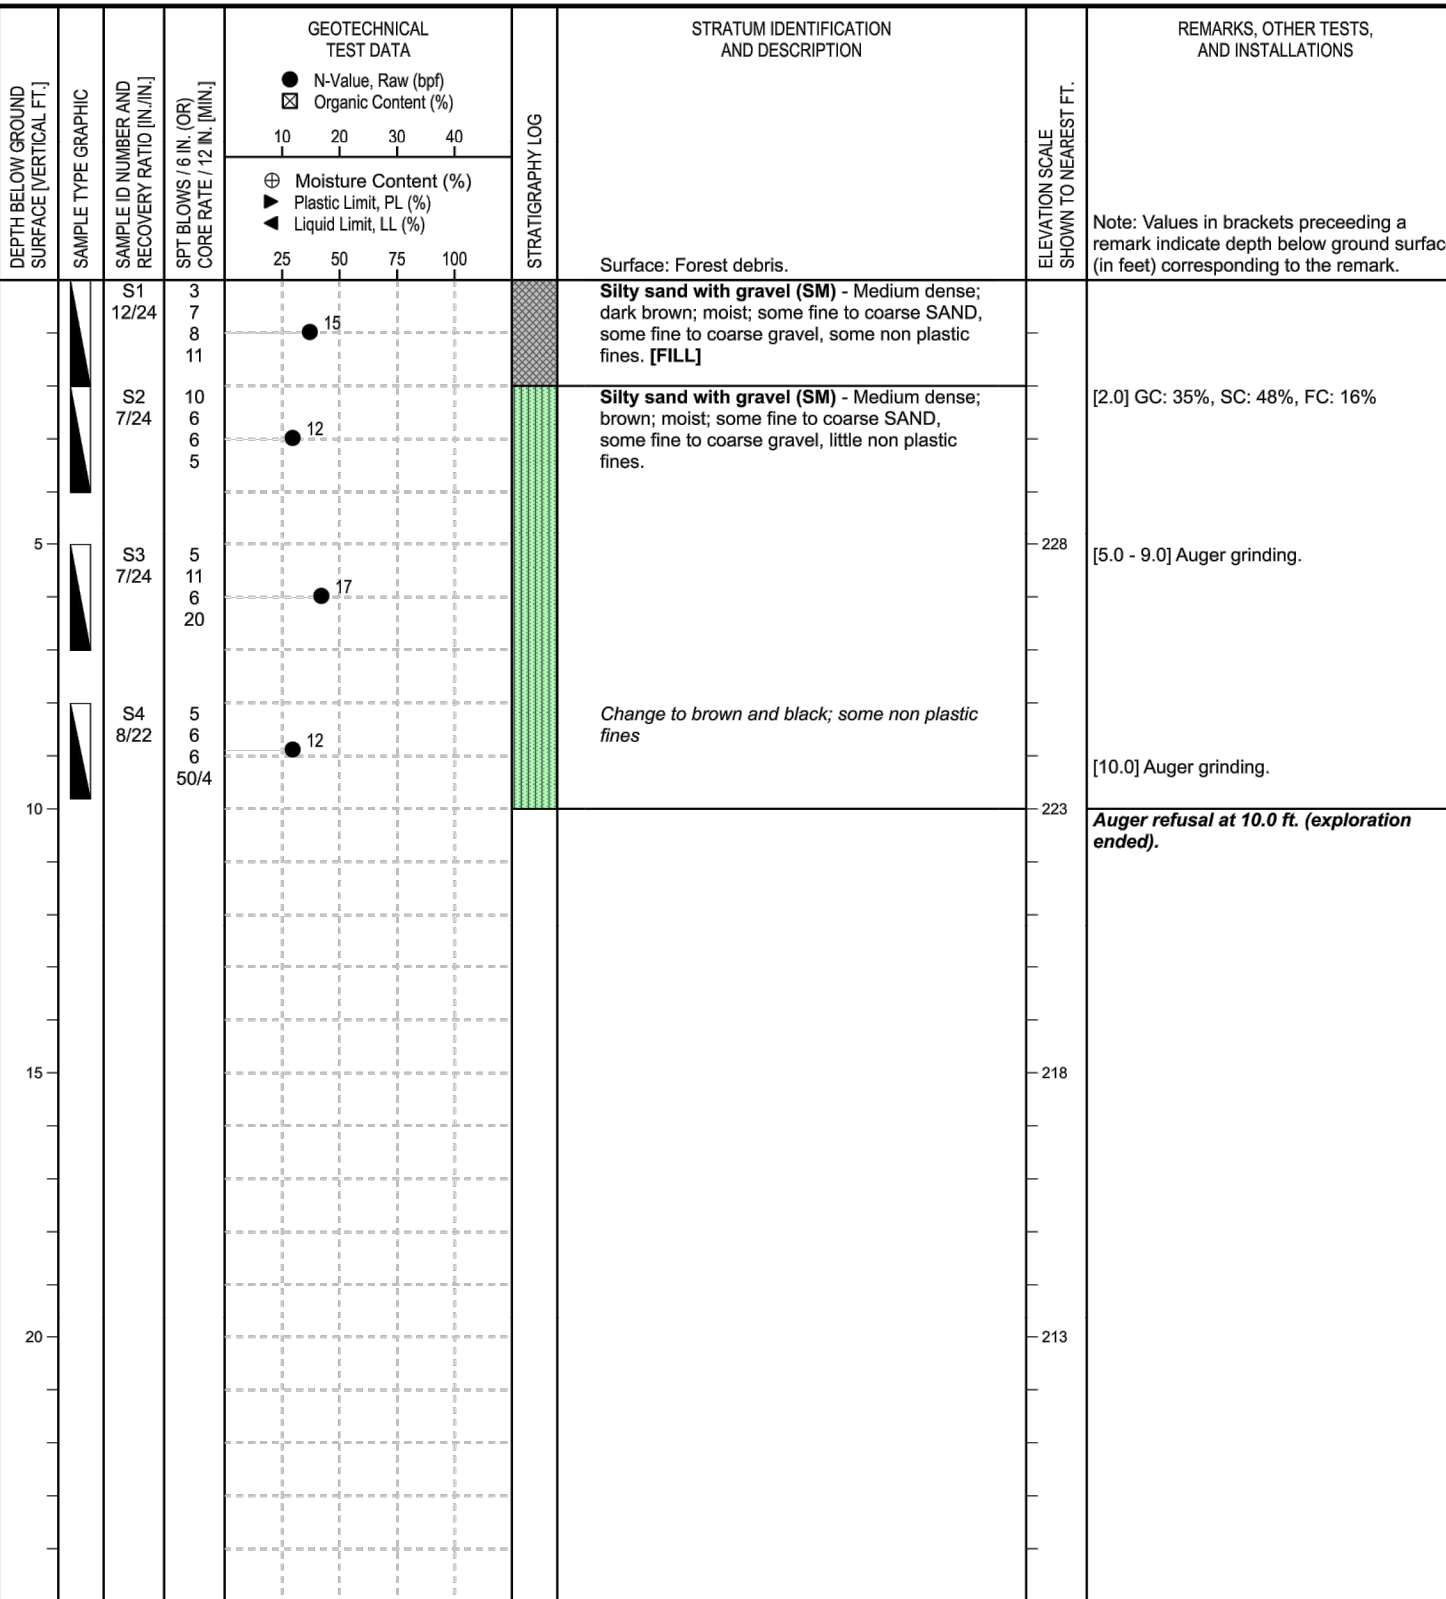 DEPTH BELOW GROUND
SURFACE [VERTICAL FT.]
SAMPLE TYPE GRAPHIC
SAMPLE ID NUMBER AND
RECOVERY RATIO [IN./IN.]
SPT BLOWS / 6 IN. (OR)
CORE RATE / 12 IN. [MIN.]
GEOTECHNICAL
TEST DATA
N-Value, Raw (bpf)
Organic Content (%)
10 20 30 40
Moisture Content (%)
Plastic Limit, PL (%)
Liquid Limit, LL (%)
25 50 75 100
STRATIGRAPHY LOG
STRATUM IDENTIFICATION
AND DESCRIPTION
Surface: Forest debris.
ELEVATION SCALE
SHOWN TO NEAREST FT.
REMARKS, OTHER TESTS,
AND INSTALLATIONS
Note: Values in brackets preceeding a
remark indicate depth below ground surfac
(in feet) corresponding to the remark.
S1
12/24
3
7
8
11
15
Silty sand with gravel (SM) - Medium dense;
dark brown; moist; some fine to coarse SAND,
some fine to coarse gravel, some non plastic
fines. [FILL]
S2
7/24
10
6
6
5
12
Silty sand with gravel (SM) - Medium dense;
brown; moist; some fine to coarse SAND,
some fine to coarse gravel, little non plastic
fines.
[2.0] GC: 35%, SC: 48%, FC: 16%
5
S3
7/24
5
11
6
20
17
228
[5.0 - 9.0] Auger grinding.
S4
8/22
5
6
6
50/4
12
Change to brown and black; some non plastic
fines
[10.0] Auger grinding.
10
223
Auger refusal at 10.0 ft. (exploration
ended).
15
218
20
213